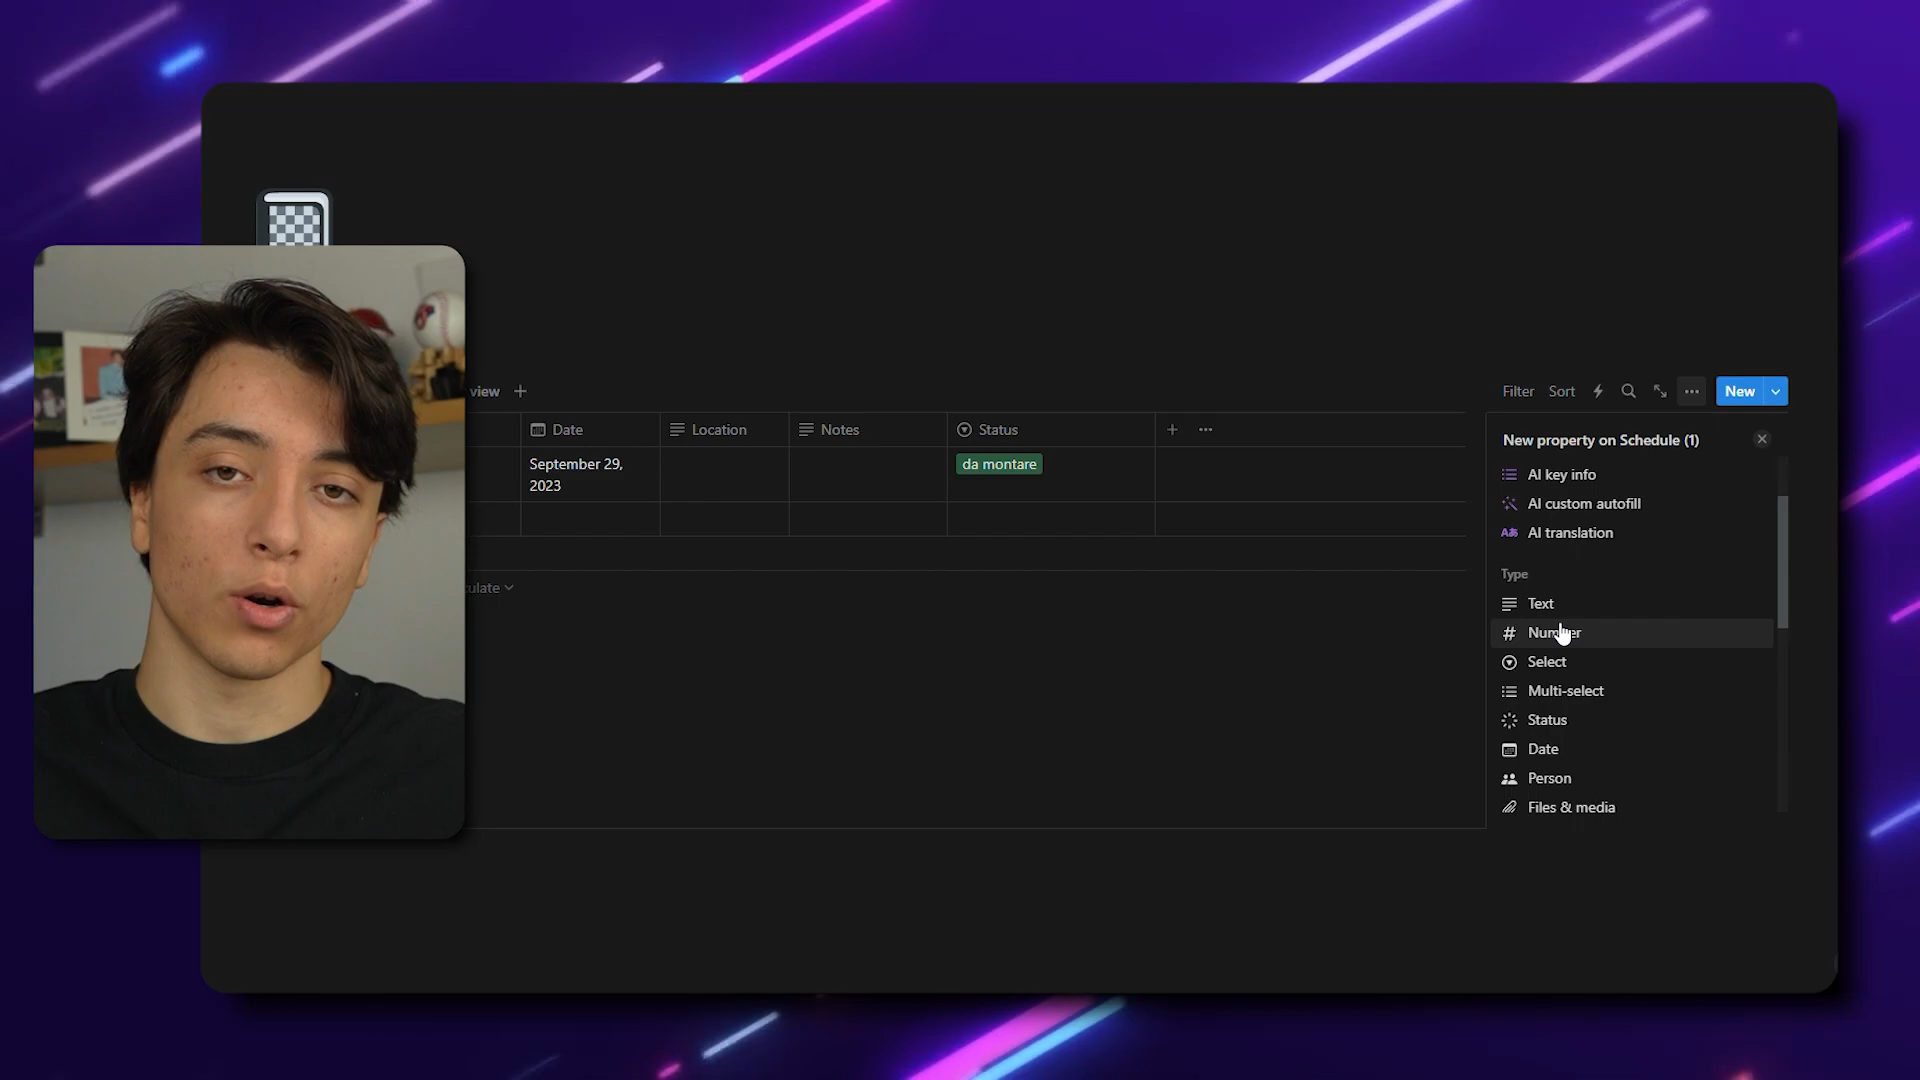 view
Filter
Sort
New
Date
Location
Notes
Status
September 29,
2023
da montare
New property on Schedule (1)
AI key info
AI custom autofill
AI translation
Type
Text
Number
Select
Multi-select
Status
Date
Person
Files & media